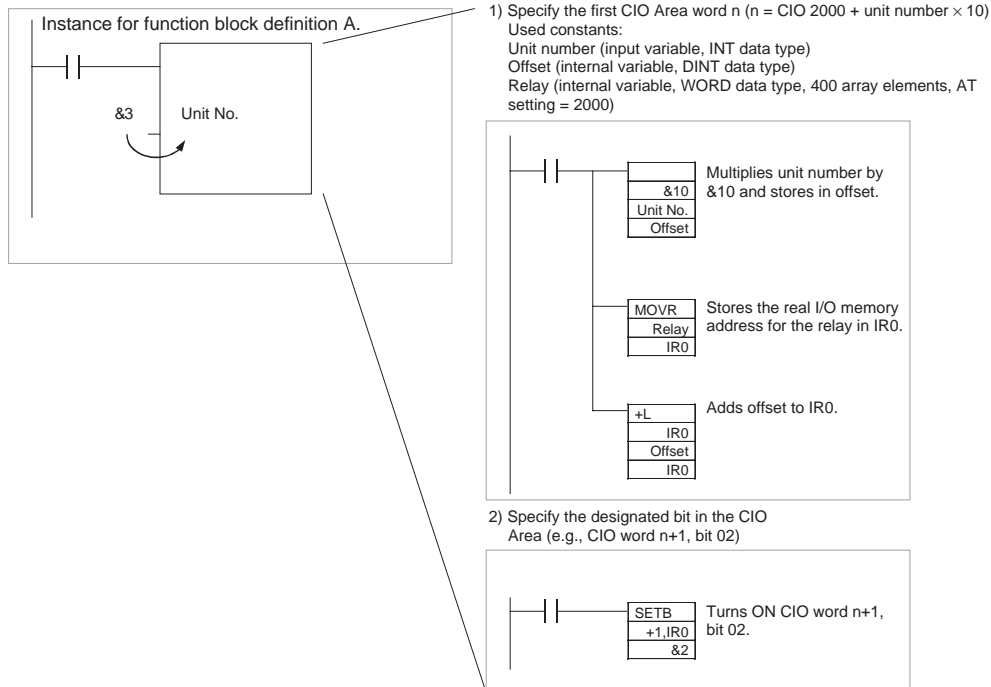 Instance for function block definition A.
&3
Unit No.
1) Specify the first CIO Area word n (n = CIO 2000 + unit number × 10)
Used constants:
Unit number (input variable, INT data type)
Offset (internal variable, DINT data type)
Relay (internal variable, WORD data type, 400 array elements, AT
setting = 2000)
&10
Unit No.
Offset
Multiplies unit number by
&10 and stores in offset.
MOVR
Relay
IR0
Stores the real I/O memory
address for the relay in IR0.
+L
IR0
Offset
IR0
Adds offset to IR0.
2) Specify the designated bit in the CIO
Area (e.g., CIO word n+1, bit 02)
SETB
+1,IR0
&2
Turns ON CIO word n+1,
bit 02.